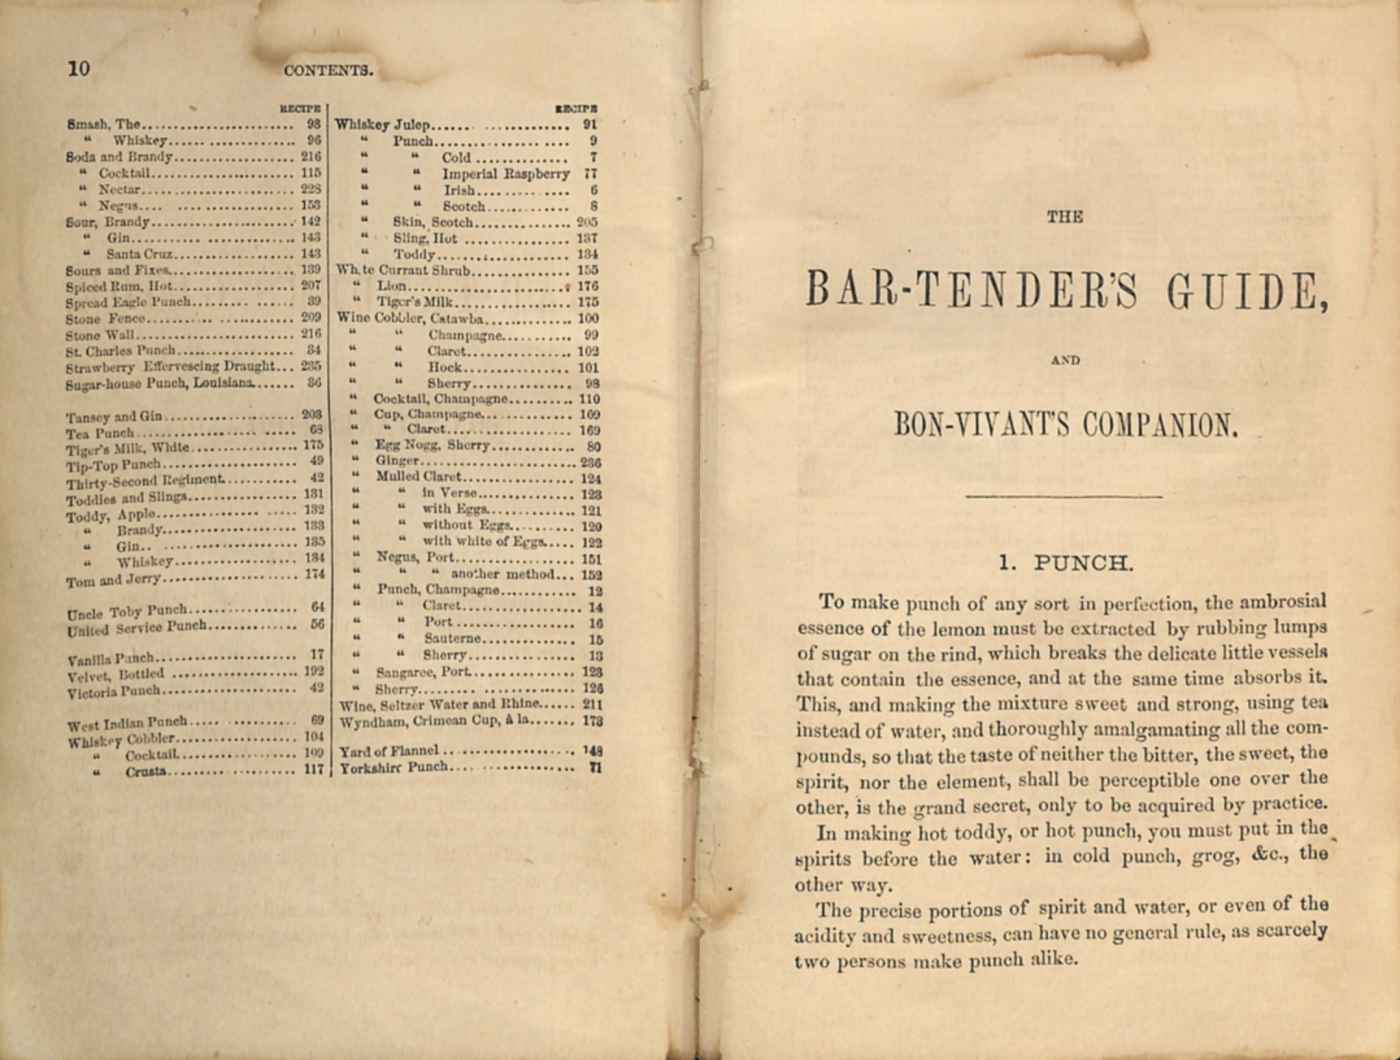 10
CONTENTS.
RECIPE
Smash, The........................ 98
“ Whiskey...................... 96
Soda and Brandy.................... 216
“ Cocktail........................ 115
“ Nectar.......................... 228
“ Negus.... .................... 153
Sour, Brandy........................ 142
“ Gin........... ................ 143
“ Santa Cruz.................... 143
Sours and Fixes..................... 139
Spiced Rum, Hot.................... 207
Spread Eagle Punch......... ...... 39
Stone Fence.......... .............. 209
Stone Wall.......................... 216
St. Charles Punch................... 34
Strawberry Effervescing Draught... 235
Sugar-house Punch, Louisiana....... 36
Tansey and Gin..................... 208
Tea Punch............... ..... 68
Tiger's Milk, White................. 175
Tip-Top Punch...................... 49
Thirty-Second Regiment............ 42
Toddies and Slings.................. 131
Toddy, Apple............... ..... 132
“ Brandy....................... 133
“ Gin.. ...................... 135
“ Whiskey..................... 134
Tom and Jerry...................... 174
Uncle Toby Punch.................. 64
United Service Punch............... 56
Vanilla Punch....................... 17
Velvet, Bottled .................... 192
Victoria Punch...................... 42
West Indian Punch..... .......... 69
Whiskey Cobbler.................... 104
“ Cocktail................... 109
“ Crusta......... .......... 117
RECIPE
Whiskey Julep...... ............. 91
“ Punch................. .... 9
“ “ Cold .............. 7
“ “ Imperial Raspberry 77
“ “ Irish......... .... 6
“ “ Scotch............. 8
“ Skin, Scotch............... 205
“ Sling, Hot ................ 137
“ Toddy..................... 134
White Currant Shrub............... 155
“ Lion......................... 176
“ Tiger's Milk.................. 175
Wine Cobbler, Catawba............. 100
“ “ Champagne.......... 99
“ “ Claret............... 102
“ “ Hock................ 101
“ “ Sherry............... 98
“ Cocktail, Champagne.......... 110
“ Cup, Champagne.............. 169
“ “ Claret.................... 169
“ Egg Nogg, Sherry............. 80
“ Ginger......................... 236
“ Mulled Claret.................. 124
“ “ in Verse............... 123
“ “ with Eggs............. 121
“ “ without Eggs.......... 120
“ “ with white of Eggs..... 122
“ Negus, Port................... 151
“ “ “ another method... 152
“ Punch, Champagne............ 12
“ “ Claret.................. 14
“ “ Port ................... 16
“ “ Sauterne............... 15
“ “ Sherry................. 13
“ Sangaree, Port................. 128
“ Sherry........ .............. 126
Wine, Seltzer Water and Rhine...... 211
Wyndham, Crimean Cup, à la....... 178
Yard of Flannel .. ................. 148
Yorkshire Punch.... .............. 71
THE
BAR-TENDER'S GUIDE,
AND
BON-VIVANT'S COMPANION.
1. PUNCH.
To make punch of any sort in perfection, the ambrosial
essence of the lemon must be extracted by rubbing lumps
of sugar on the rind, which breaks the delicate little vessels
that contain the essence, and at the same time absorbs it.
This, and making the mixture sweet and strong, using tea
instead of water, and thoroughly amalgamating all the com-
pounds, so that the taste of neither the bitter, the sweet, the
spirit, nor the element, shall be perceptible one over the
other, is the grand secret, only to be acquired by practice.
In making hot toddy, or hot punch, you must put in the
spirits before the water: in cold punch, grog, &c., the
other way.
The precise portions of spirit and water, or even of the
acidity and sweetness, can have no general rule, as scarcely
two persons make punch alike.